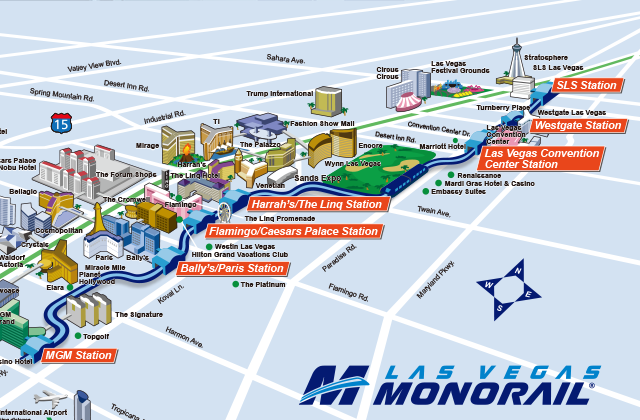 Sahara Ave.
Stratosphere
SLS Las Vegas
SLS Station
Valley View Blvd.
Circus
Circus
Las Vegas
Festival Grounds
Desert Inn Rd.
Spring Mountain Rd.
Trump International
Turnberry Place
Industrial Rd.
15
TI
Fashion Show Mall
Westgate Las Vegas
Westgate Station
Convention Center Dr.
Las Vegas
Convention
Center
Desert Inn Rd.
Mirage
The Palazzo
Encore
Marriott Hotel
Las Vegas Convention
Center Station
Harrah's
Wynn Las Vegas
The Forum Shops
The Linq Hotel
Venetian
Sands Expo
Renaissance
Mardi Gras Hotel & Casino
Embassy Suites
Nobu Hotel
Bellagio
The Cromwell
Flamingo
Harrah's/The Linq Station
The Linq Promenade
Twain Ave.
Cosmopolitan
Flamingo/Caesars Palace Station
Crystals
Waldorf
Astoria
Paris
Bally's
Westin Las Vegas
Hilton Grand Vacations Club
Paradise Rd.
Miracle Mile
Planet
Hollywood
Bally's/Paris Station
Maryland Pkwy.
Elara
The Platinum
Koval Ln.
Flamingo Rd.
N
E
S
W
The Signature
Topgolf
Harmon Ave.
MGM Station
LAS VEGAS
MONORAIL®
International Airport
Tropicana